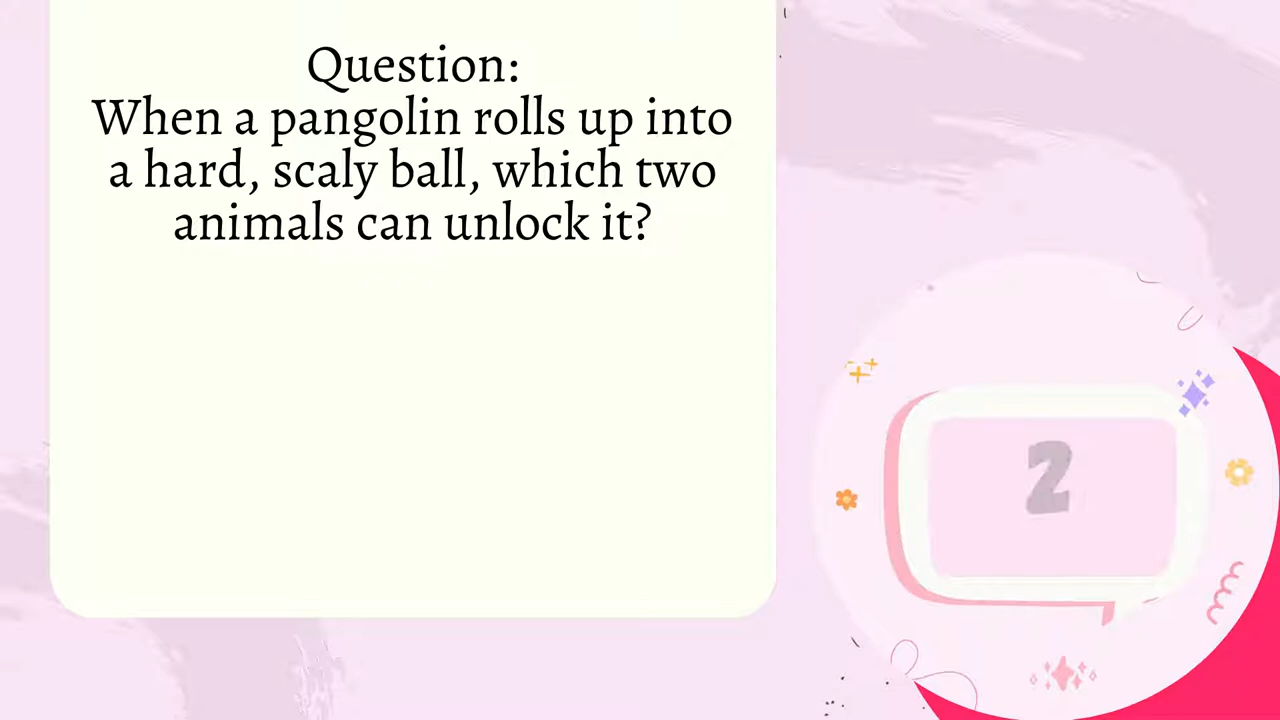 Question:
When a pangolin rolls up into
a hard, scaly ball, which two
animals can unlock it?
2